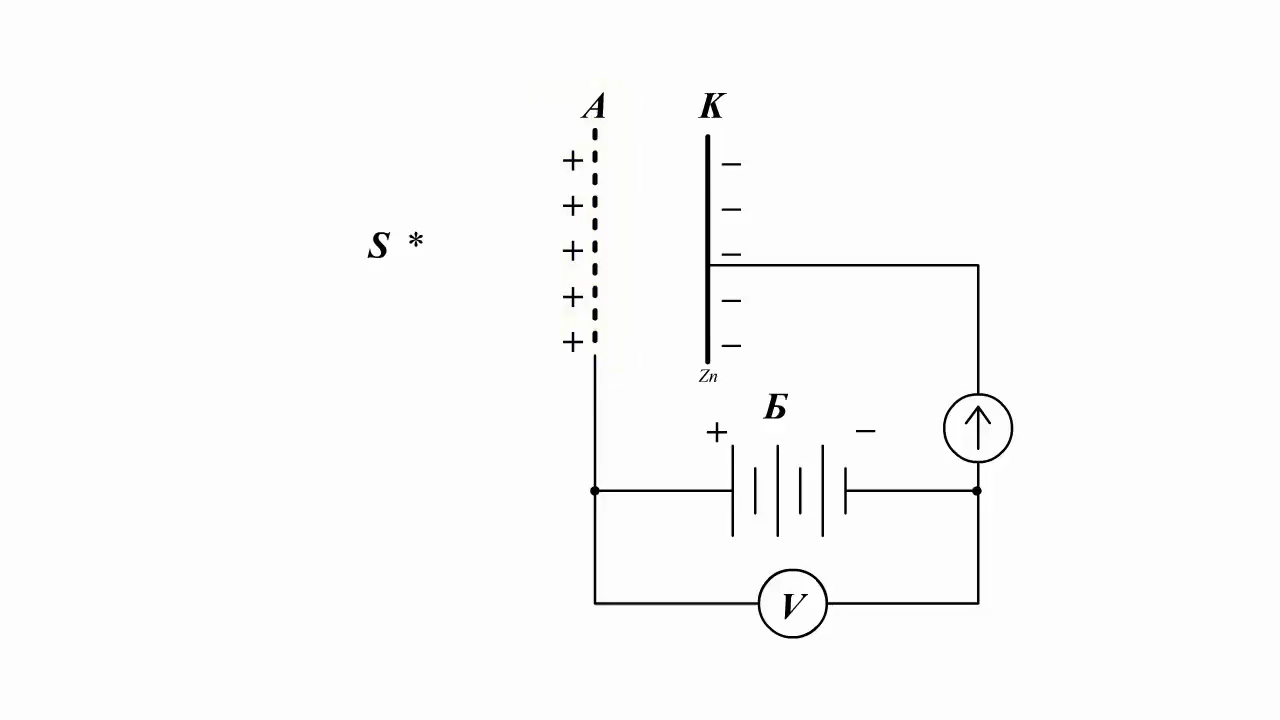 A K
+ −
+ −
S * + −
+ −
+ −
Zn
Б
+ −
V